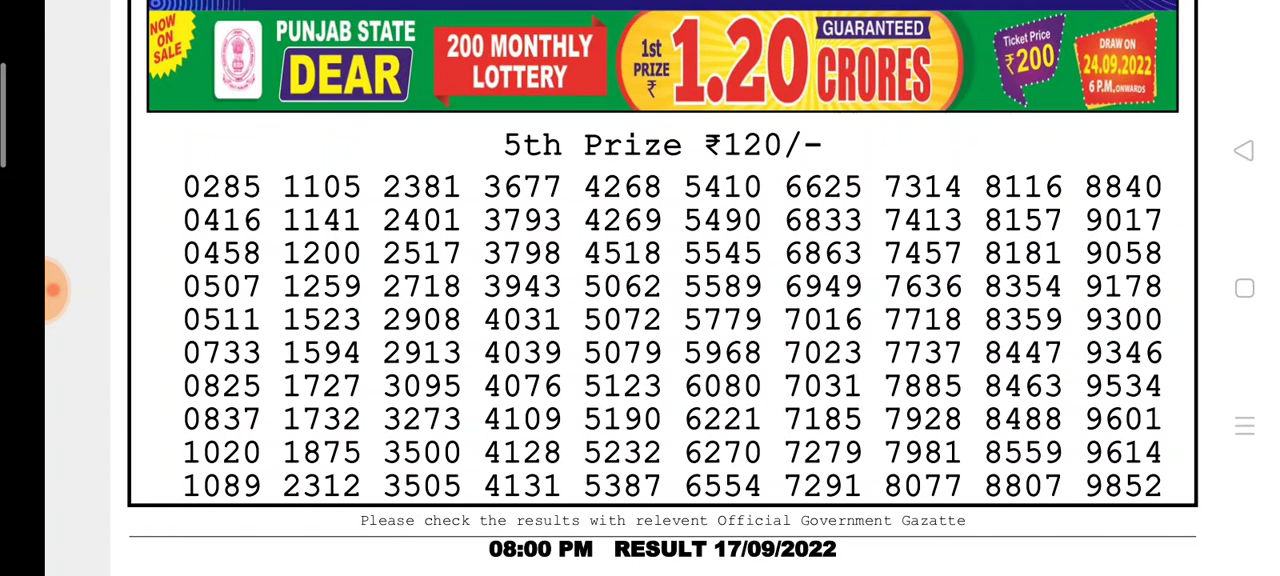 NOW
ON
SALE
PUNJAB STATE
DEAR
200 MONTHLY
LOTTERY
1st
PRIZE
₹
1.20
GUARANTEED
CRORES
Ticket Price
₹200
DRAW ON
24.09.2022
6 P.M. ONWARDS
5th Prize ₹120/-
0285 1105 2381 3677 4268 5410 6625 7314 8116 8840
0416 1141 2401 3793 4269 5490 6833 7413 8157 9017
0458 1200 2517 3798 4518 5545 6863 7457 8181 9058
0507 1259 2718 3943 5062 5589 6949 7636 8354 9178
0511 1523 2908 4031 5072 5779 7016 7718 8359 9300
0733 1594 2913 4039 5079 5968 7023 7737 8447 9346
0825 1727 3095 4076 5123 6080 7031 7885 8463 9534
0837 1732 3273 4109 5190 6221 7185 7928 8488 9601
1020 1875 3500 4128 5232 6270 7279 7981 8559 9614
1089 2312 3505 4131 5387 6554 7291 8077 8807 9852
Please check the results with relevent Official Government Gazatte
08:00 PM RESULT 17/09/2022